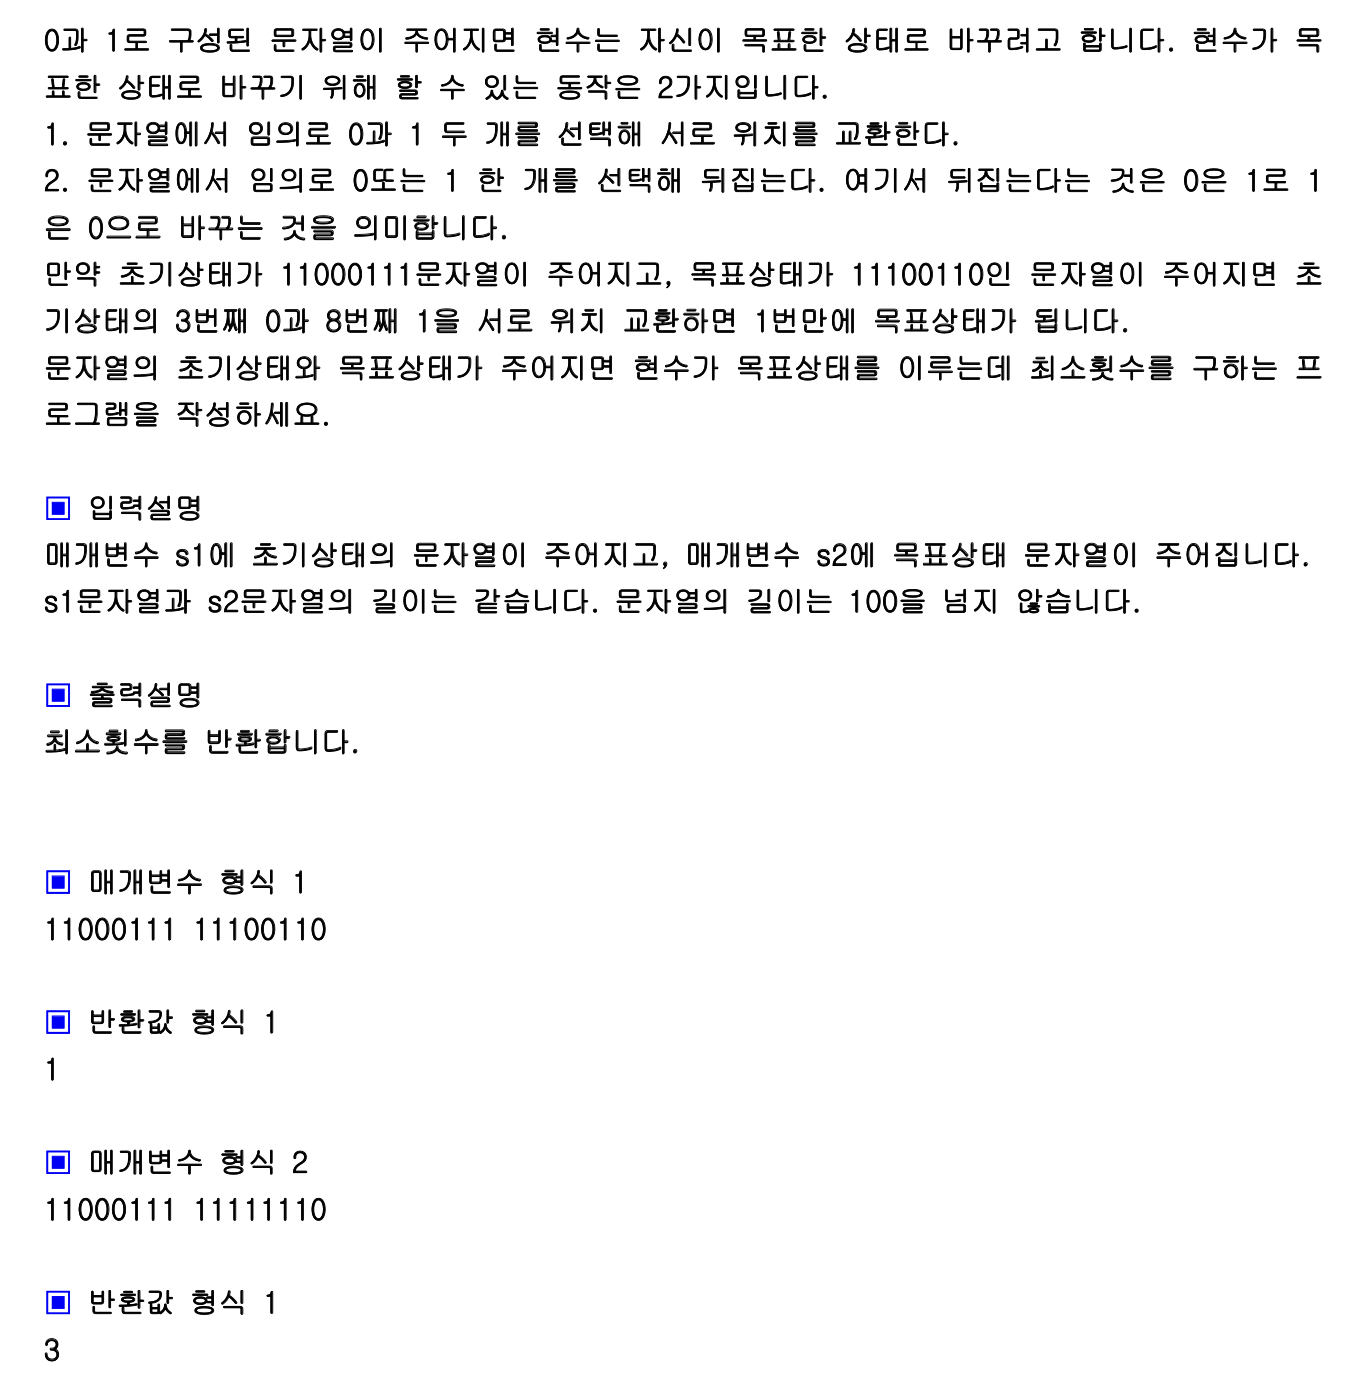 0과 1로 구성된 문자열이 주어지면 현수는 자신이 목표한 상태로 바꾸려고 합니다. 현수가 목
표한 상태로 바꾸기 위해 할 수 있는 동작은 2가지입니다.
1. 문자열에서 임의로 0과 1 두 개를 선택해 서로 위치를 교환한다.
2. 문자열에서 임의로 0또는 1 한 개를 선택해 뒤집는다. 여기서 뒤집는다는 것은 0은 1로 1
은 0으로 바꾸는 것을 의미합니다.
만약 초기상태가 11000111문자열이 주어지고, 목표상태가 11100110인 문자열이 주어지면 초
기상태의 3번째 0과 8번째 1을 서로 위치 교환하면 1번만에 목표상태가 됩니다.
문자열의 초기상태와 목표상태가 주어지면 현수가 목표상태를 이루는데 최소횟수를 구하는 프
로그램을 작성하세요.
▣ 입력설명
매개변수 s1에 초기상태의 문자열이 주어지고, 매개변수 s2에 목표상태 문자열이 주어집니다.
s1문자열과 s2문자열의 길이는 같습니다. 문자열의 길이는 100을 넘지 않습니다.
▣ 출력설명
최소횟수를 반환합니다.
▣ 매개변수 형식 1
11000111 11100110
▣ 반환값 형식 1
1
▣ 매개변수 형식 2
11000111 11111110
▣ 반환값 형식 1
3